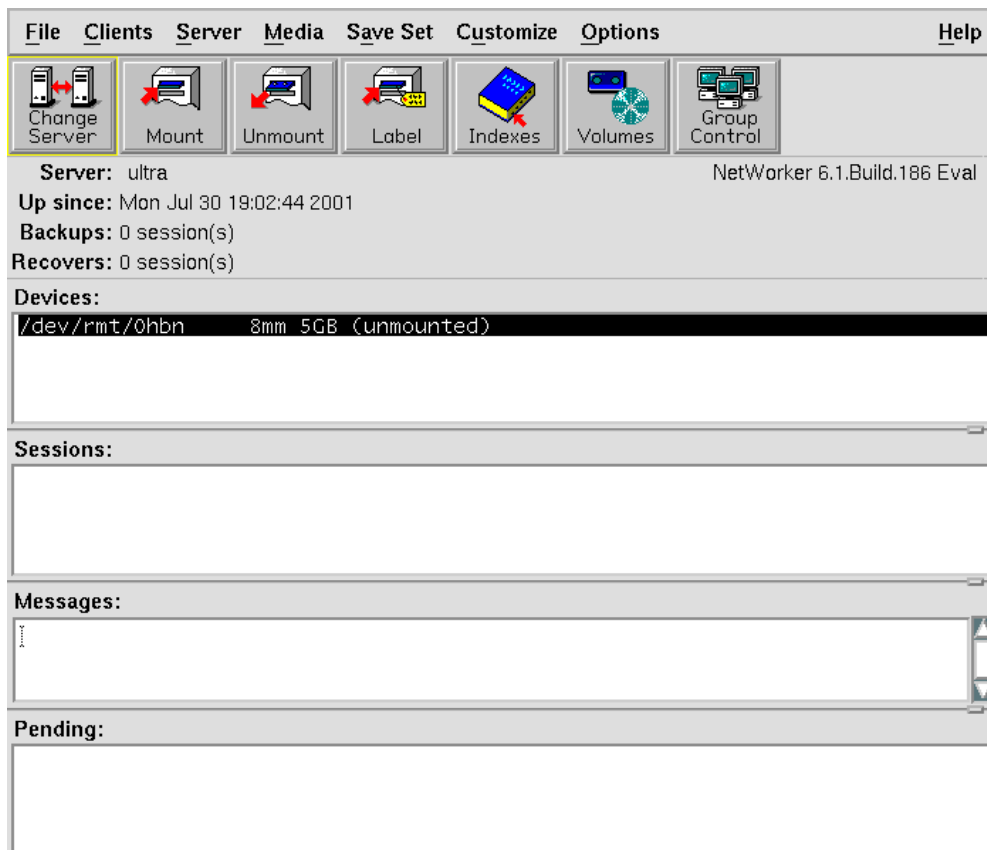 File Clients Server Media Save Set Customize Options Help
Change Server
Mount
Unmount
Label
Indexes
Volumes
Group Control
Server: ultra NetWorker 6.1.Build.186 Eval
Up since: Mon Jul 30 19:02:44 2001
Backups: 0 session(s)
Recovers: 0 session(s)
Devices:
/dev/rmt/0hbn 8mm 5GB (unmounted)
Sessions:
Messages:
Pending: